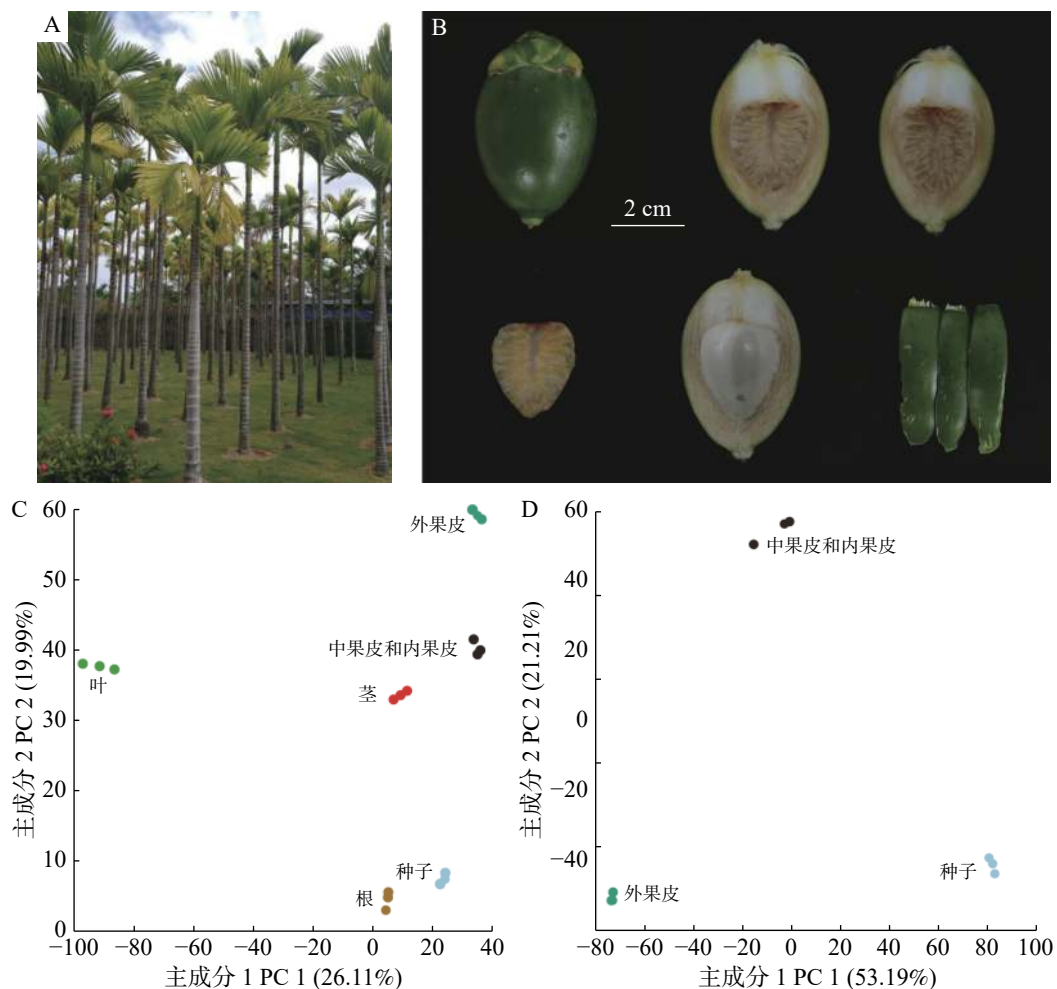 A
B
2 cm
C
60
50
40
30
20
10
0
主成分 2 PC 2 (19.99%)
外果皮
中果皮和内果皮
叶
茎
种子
根
−100 −80 −60 −40 −20 0 20 40
主成分 1 PC 1 (26.11%)
D
60
40
20
0
−20
−40
主成分 2 PC 2 (21.21%)
中果皮和内果皮
种子
外果皮
−80 −60 −40 −20 0 20 40 60 80 100
主成分 1 PC 1 (53.19%)